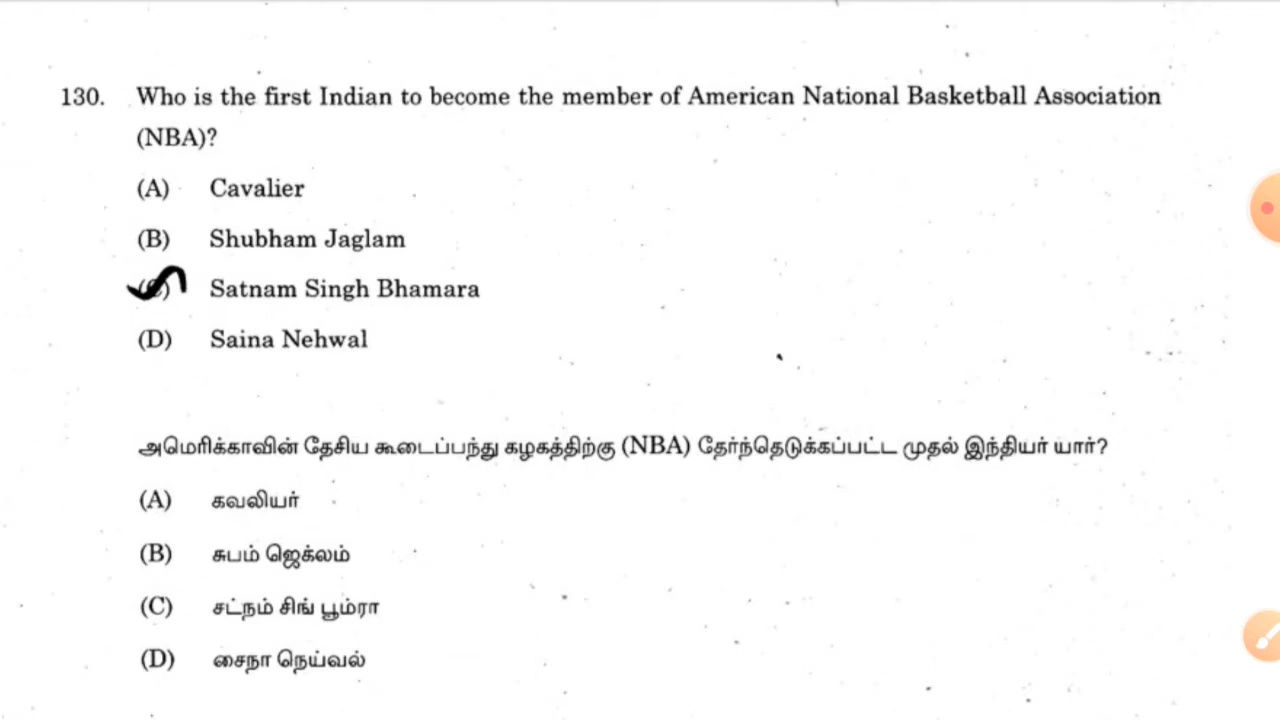 130. Who is the first Indian to become the member of American National Basketball Association
(NBA)?
(A) Cavalier
(B) Shubham Jaglam
(C) Satnam Singh Bhamara
(D) Saina Nehwal
அமெரிக்காவின் தேசிய கூடைப்பந்து கழகத்திற்கு (NBA) தேர்ந்தெடுக்கப்பட்ட முதல் இந்தியர் யார்?
(A) கவலியர்
(B) சுபம் ஜெக்லம்
(C) சட்நம் சிங் பூம்ரா
(D) சைநா நெய்வல்